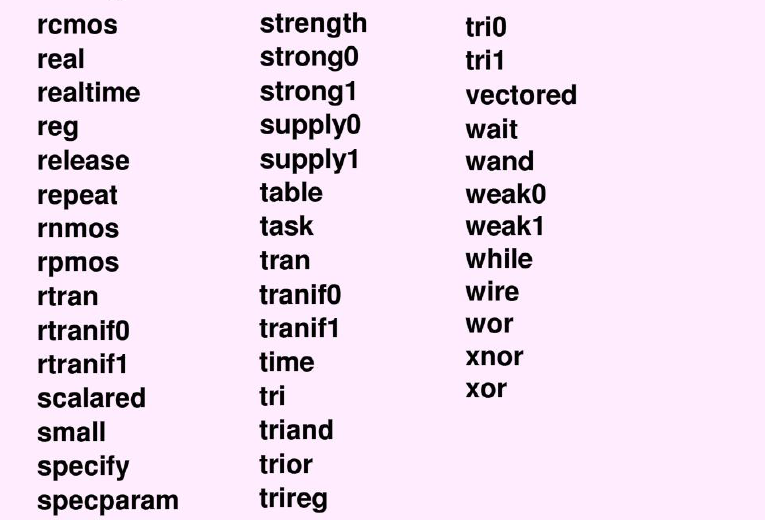 rcmos
real
realtime
reg
release
repeat
rnmos
rpmos
rtran
rtranif0
rtranif1
scalared
small
specify
specparam
strength
strong0
strong1
supply0
supply1
table
task
tran
tranif0
tranif1
time
tri
triand
trior
trireg
tri0
tri1
vectored
wait
wand
weak0
weak1
while
wire
wor
xnor
xor